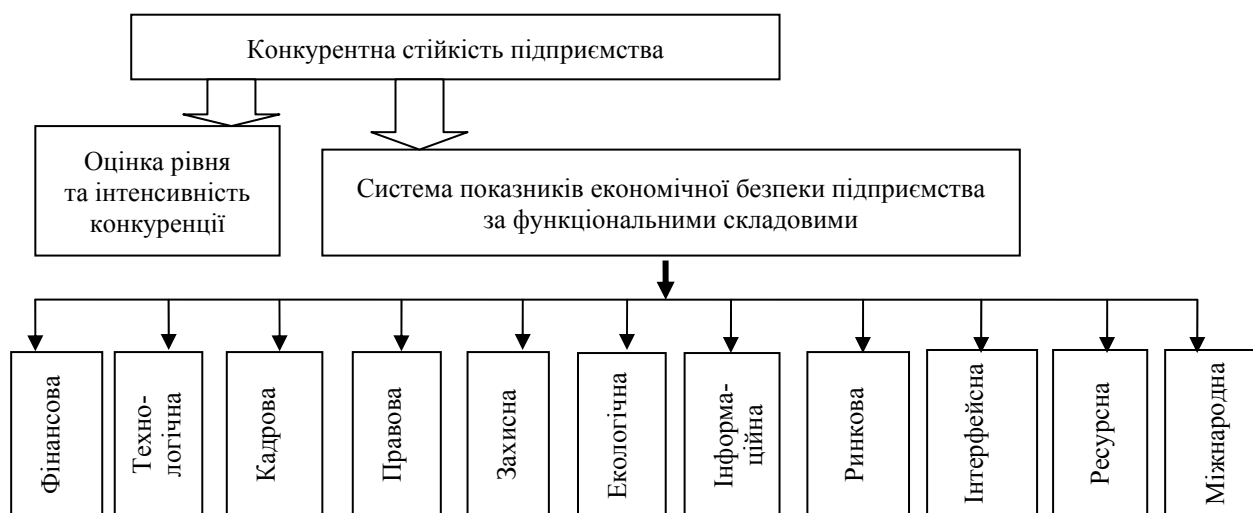 Конкурентна стійкість підприємства
Оцінка рівня
та інтенсивність
конкуренції
Система показників економічної безпеки підприємства
за функціональними складовими
Фінансова
Техно-
логічна
Кадрова
Правова
Захисна
Екологічна
Інформа-
ційна
Ринкова
Інтерфейсна
Ресурсна
Міжнародна